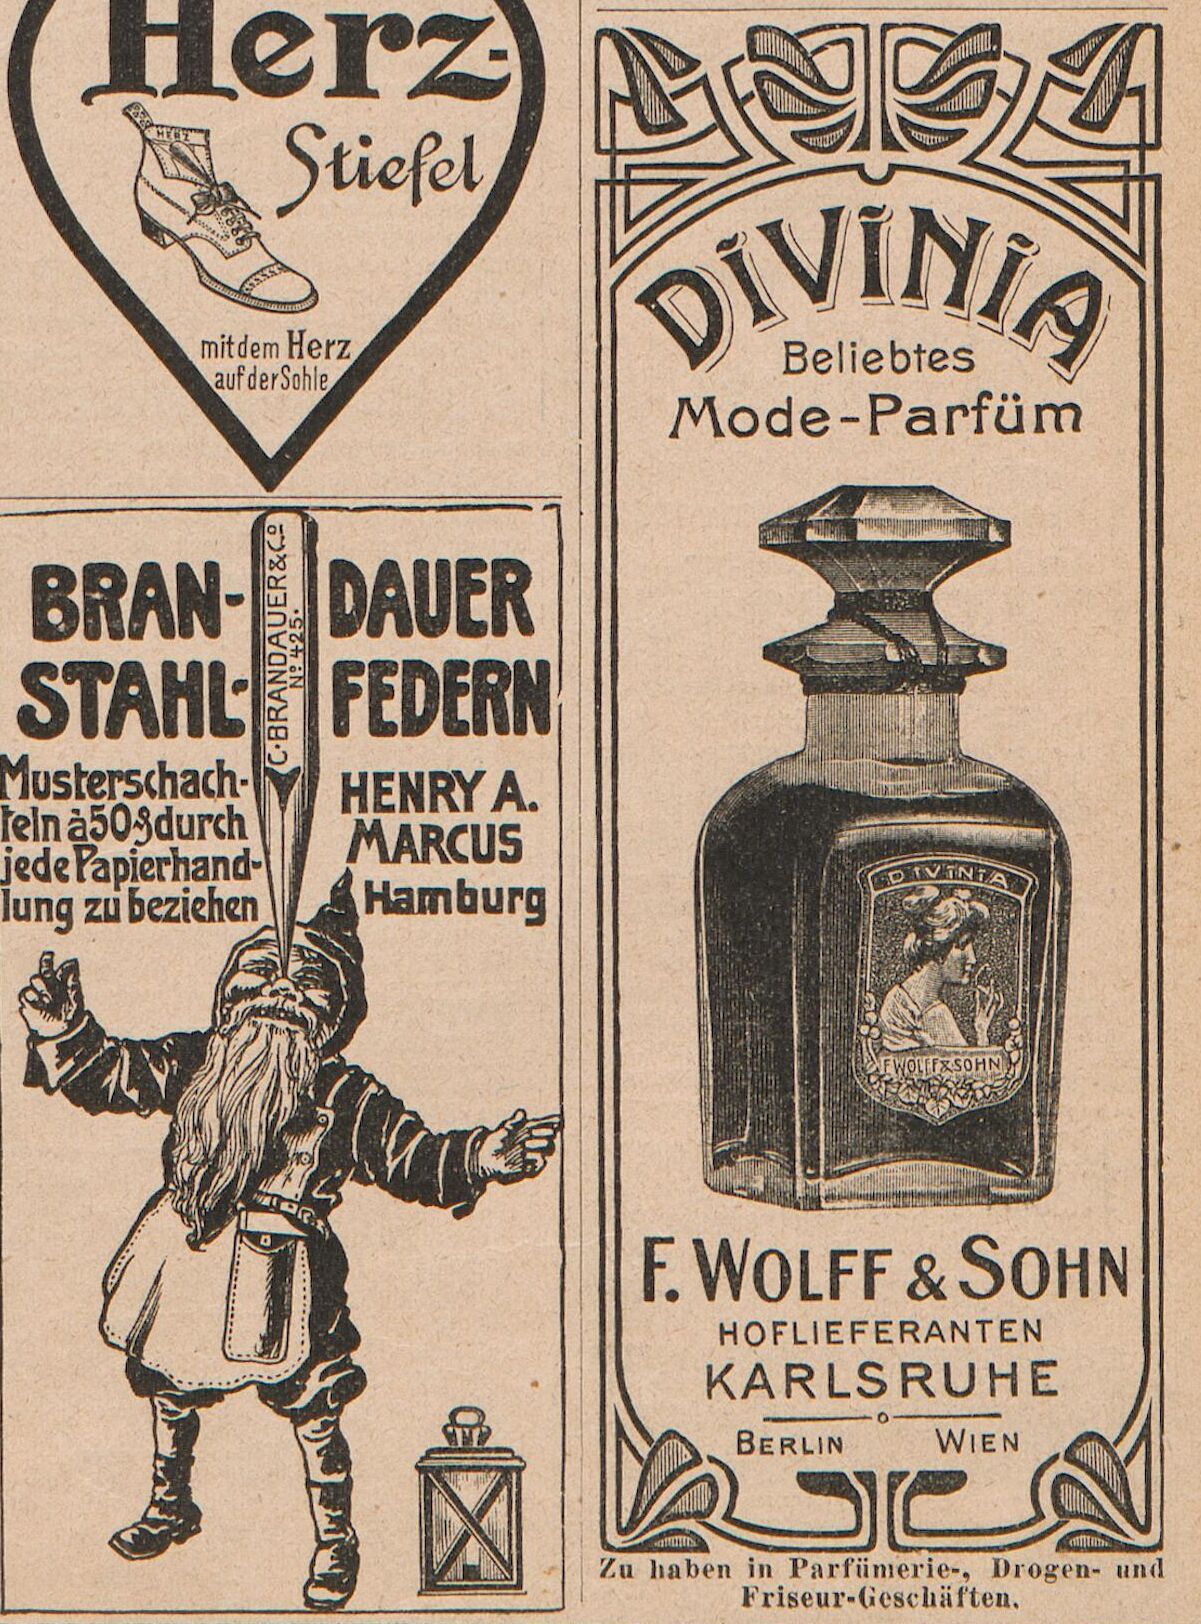 Herz-
HERZ
Stiefel
mit dem Herz
auf der Sohle
BRAN- DAUER
STAHL- FEDERN
C. BRANDAUER & Co
No 425.
Musterschach-
teln à 50 ₰ durch
jede Papierhand-
lung zu beziehen
HENRY A.
MARCUS
Hamburg
DiViNiA
Beliebtes
Mode-Parfüm
DIVINIA
F WOLFF & SOHN
F. WOLFF & SOHN
HOFLIEFERANTEN
KARLSRUHE
BERLIN WIEN
Zu haben in Parfümerie-, Drogen- und
Friseur-Geschäften.